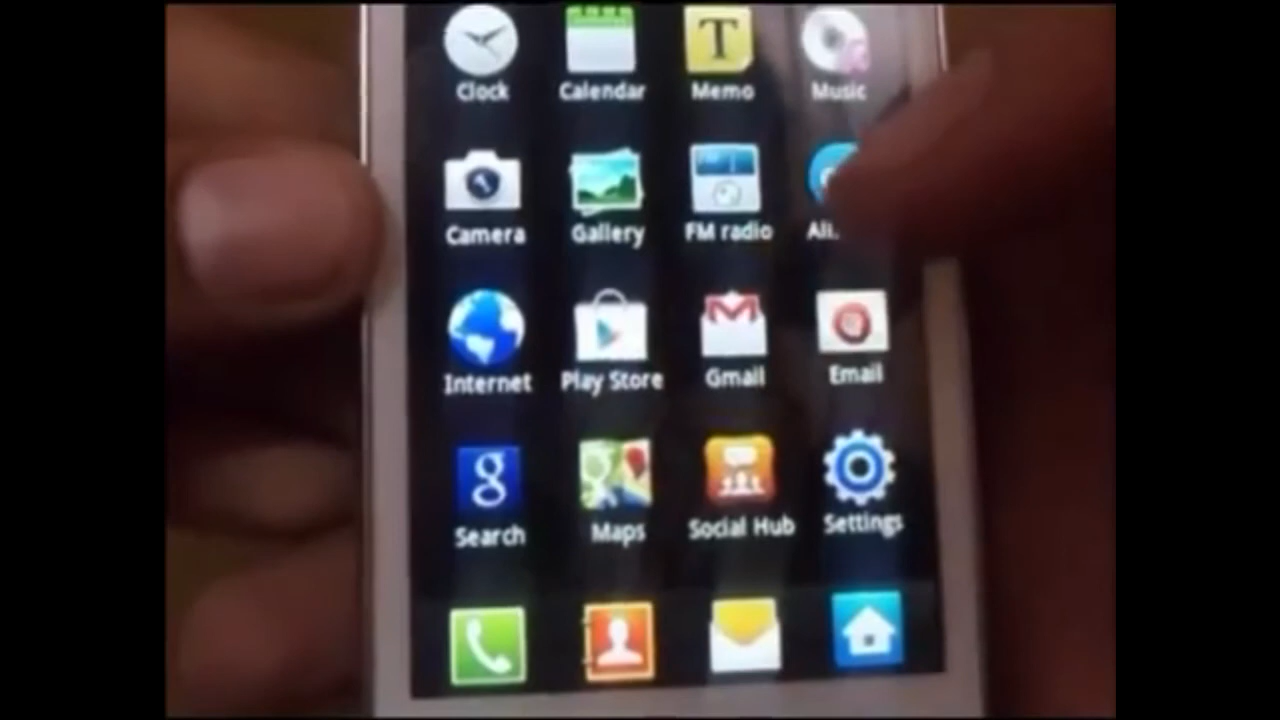 Clock Calendar Memo Music
Camera Gallery FM radio
Internet Play Store Gmail Email
Search Maps Social Hub Settings